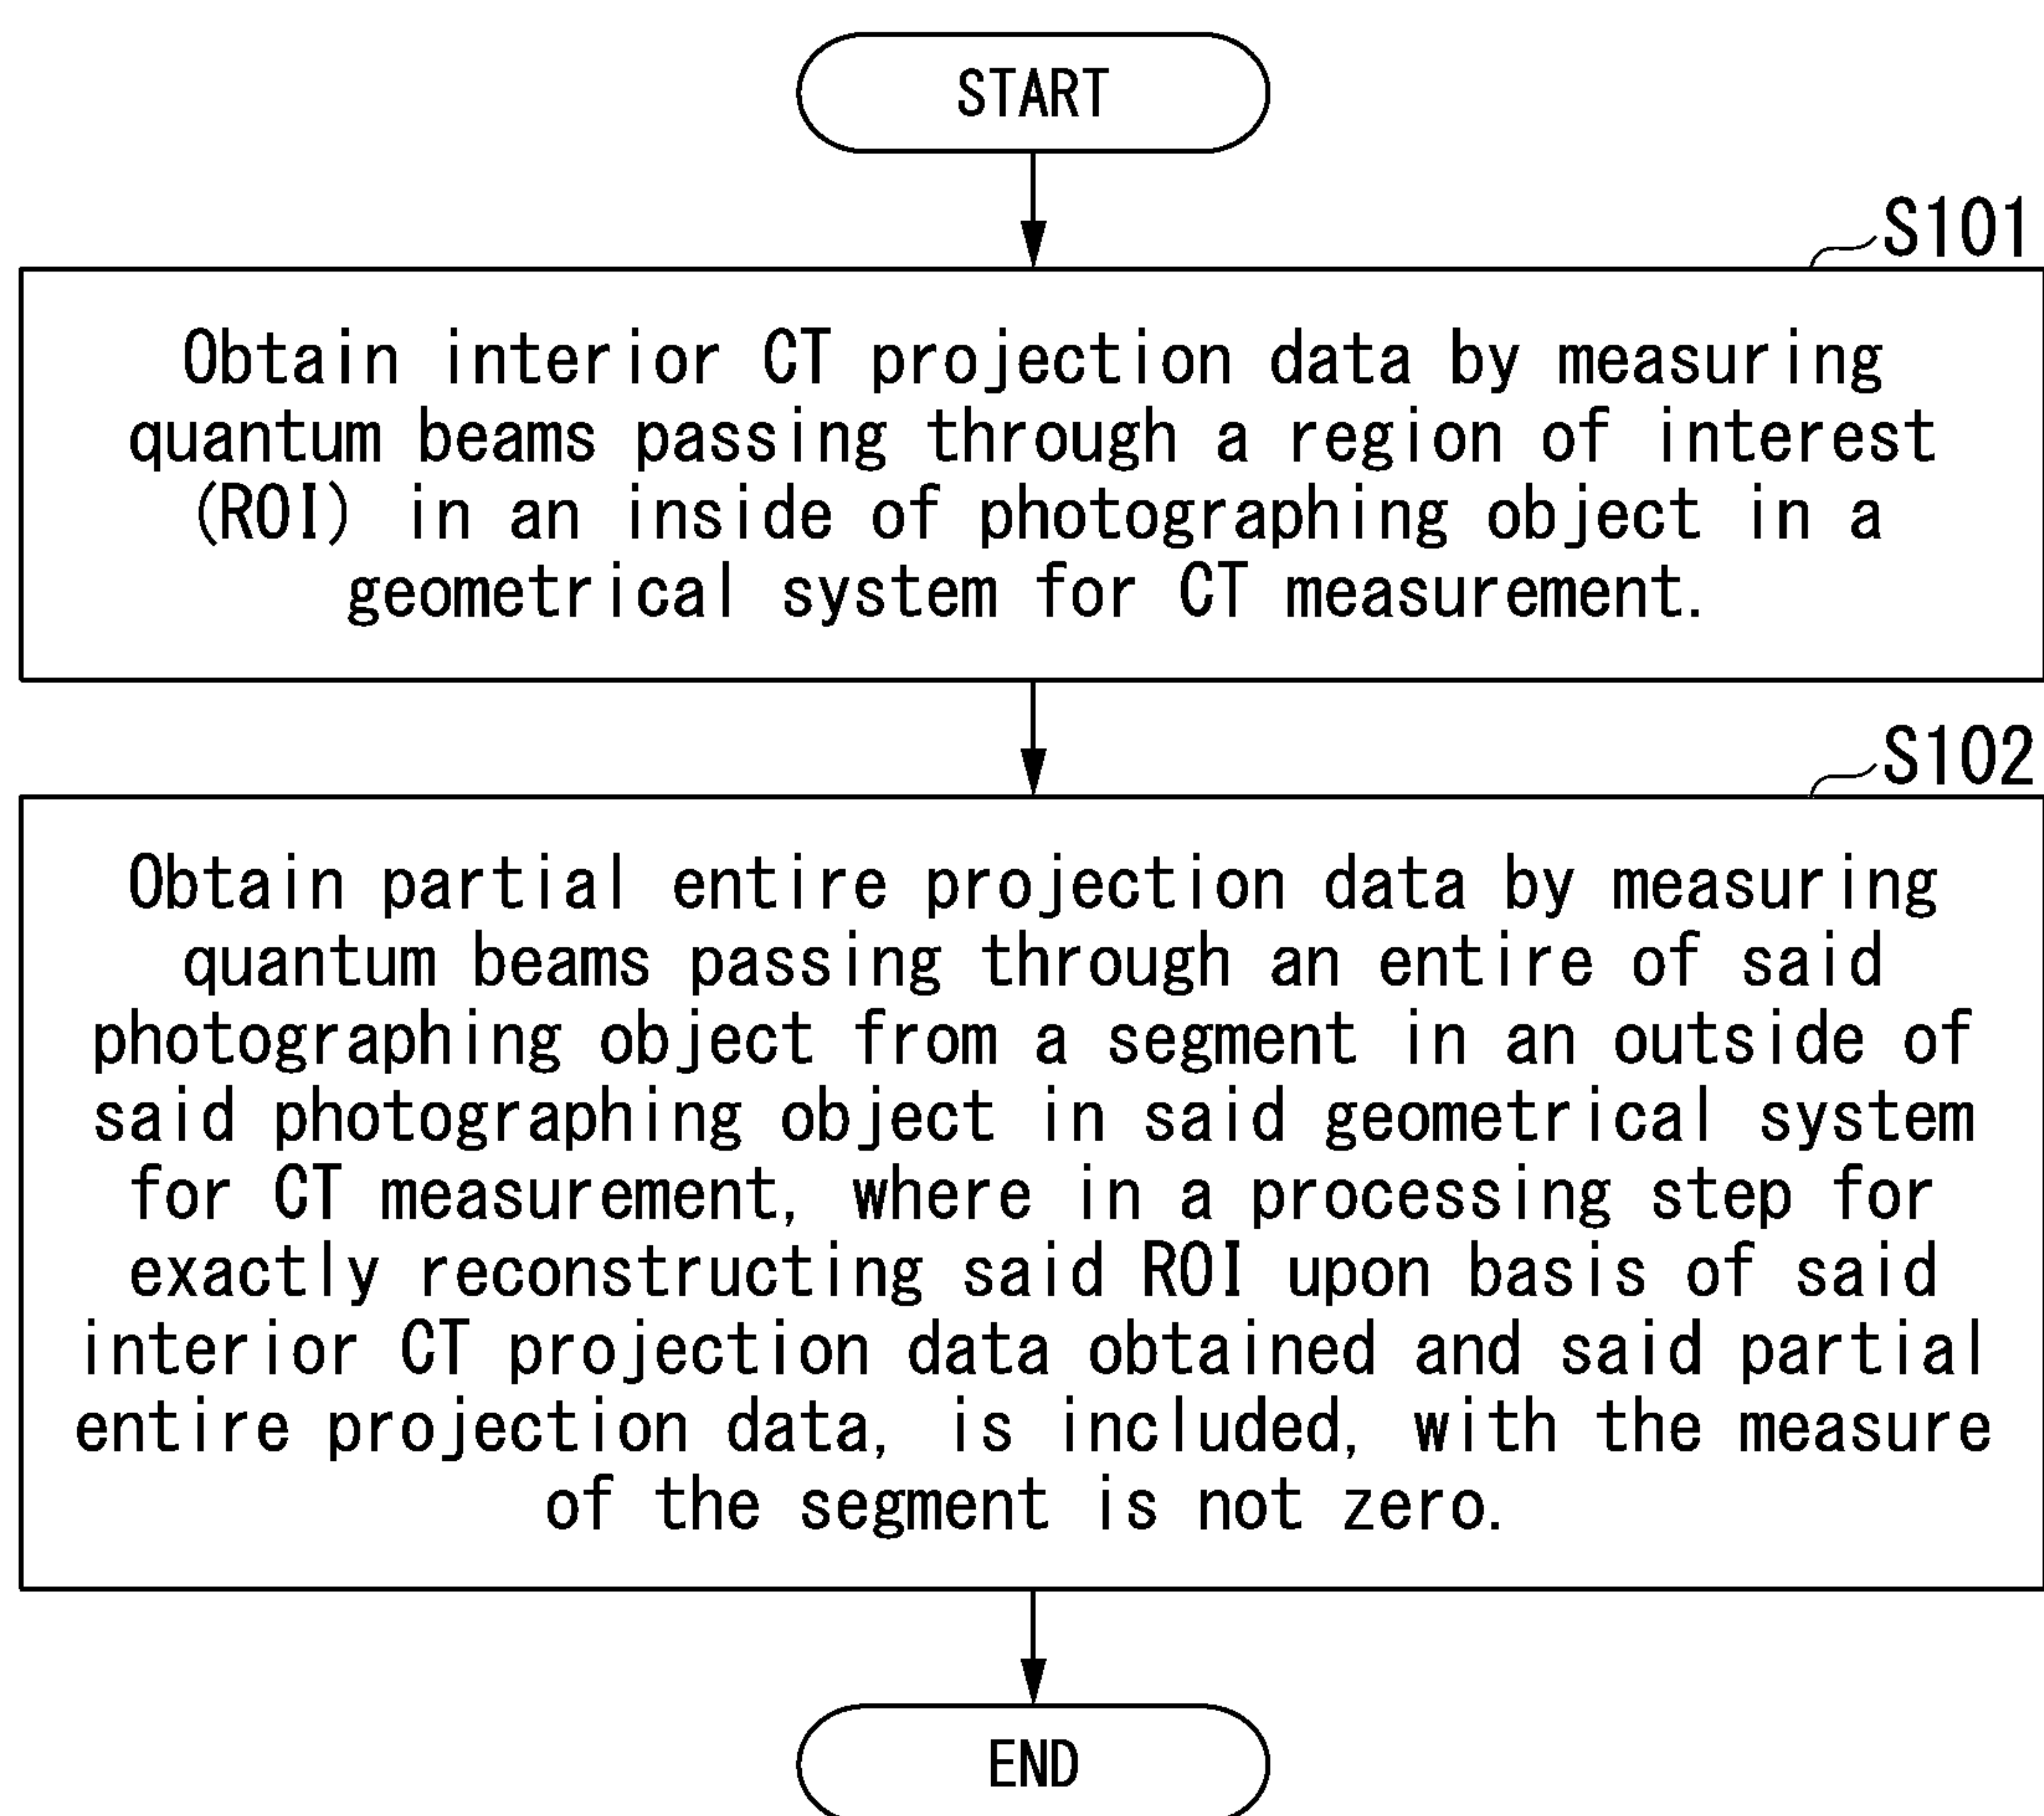 START
S101
Obtain interior CT projection data by measuring
quantum beams passing through a region of interest
(ROI) in an inside of photographing object in a
geometrical system for CT measurement.
S102
Obtain partial entire projection data by measuring
quantum beams passing through an entire of said
photographing object from a segment in an outside of
said photographing object in said geometrical system
for CT measurement, where in a processing step for
exactly reconstructing said ROI upon basis of said
interior CT projection data obtained and said partial
entire projection data, is included, with the measure
of the segment is not zero.
END